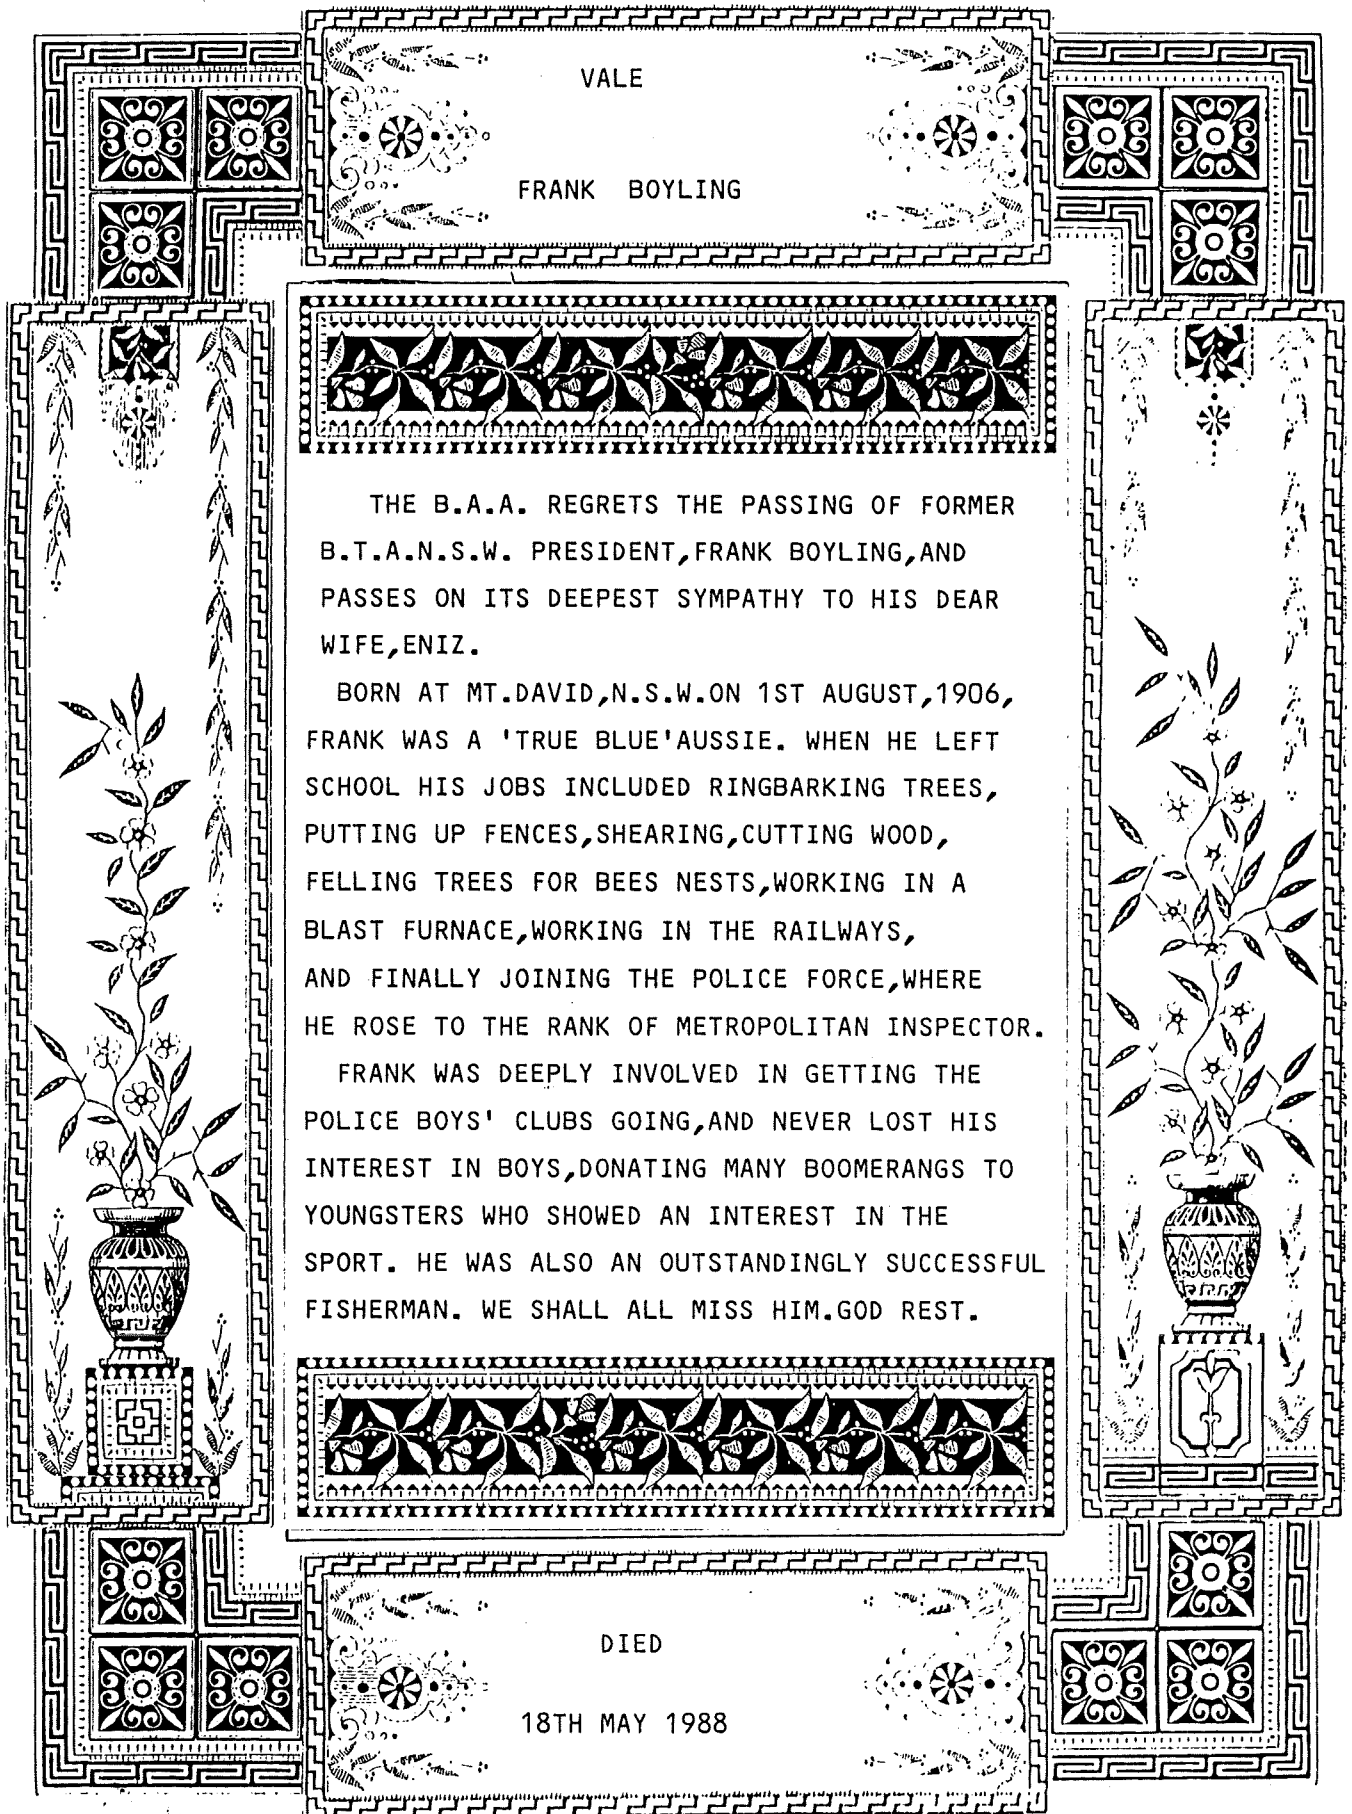 VALE
FRANK BOYLING
THE B.A.A. REGRETS THE PASSING OF FORMER
B.T.A.N.S.W. PRESIDENT,FRANK BOYLING,AND
PASSES ON ITS DEEPEST SYMPATHY TO HIS DEAR
WIFE,ENIZ.
BORN AT MT.DAVID,N.S.W.ON 1ST AUGUST,1906,
FRANK WAS A 'TRUE BLUE'AUSSIE. WHEN HE LEFT
SCHOOL HIS JOBS INCLUDED RINGBARKING TREES,
PUTTING UP FENCES,SHEARING,CUTTING WOOD,
FELLING TREES FOR BEES NESTS,WORKING IN A
BLAST FURNACE,WORKING IN THE RAILWAYS,
AND FINALLY JOINING THE POLICE FORCE,WHERE
HE ROSE TO THE RANK OF METROPOLITAN INSPECTOR.
FRANK WAS DEEPLY INVOLVED IN GETTING THE
POLICE BOYS' CLUBS GOING,AND NEVER LOST HIS
INTEREST IN BOYS,DONATING MANY BOOMERANGS TO
YOUNGSTERS WHO SHOWED AN INTEREST IN THE
SPORT. HE WAS ALSO AN OUTSTANDINGLY SUCCESSFUL
FISHERMAN. WE SHALL ALL MISS HIM.GOD REST.
DIED
18TH MAY 1988